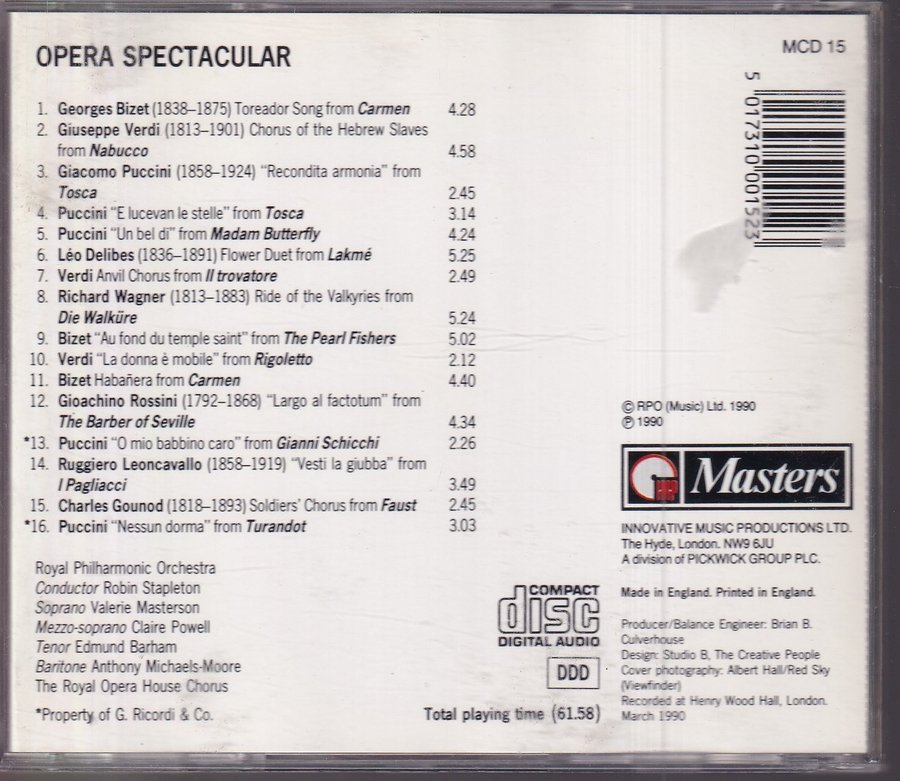 OPERA SPECTACULAR
MCD 15
1. Georges Bizet (1838–1875) Toreador Song from Carmen 4.28
2. Giuseppe Verdi (1813–1901) Chorus of the Hebrew Slaves
from Nabucco 4.58
3. Giacomo Puccini (1858–1924) "Recondita armonia" from
Tosca 2.45
4. Puccini "E lucevan le stelle" from Tosca 3.14
5. Puccini "Un bel di" from Madam Butterfly 4.24
6. Léo Delibes (1836–1891) Flower Duet from Lakmé 5.25
7. Verdi Anvil Chorus from Il trovatore 2.49
8. Richard Wagner (1813–1883) Ride of the Valkyries from
Die Walküre 5.24
9. Bizet "Au fond du temple saint" from The Pearl Fishers 5.02
10. Verdi "La donna è mobile" from Rigoletto 2.12
11. Bizet Habañera from Carmen 4.40
12. Gioachino Rossini (1792–1868) "Largo al factotum" from
The Barber of Seville 4.34
*13. Puccini "O mio babbino caro" from Gianni Schicchi 2.26
14. Ruggiero Leoncavallo (1858–1919) "Vesti la giubba" from
I Pagliacci 3.49
15. Charles Gounod (1818–1893) Soldiers' Chorus from Faust 2.45
*16. Puccini "Nessun dorma" from Turandot 3.03
Royal Philharmonic Orchestra
Conductor Robin Stapleton
Soprano Valerie Masterson
Mezzo-soprano Claire Powell
Tenor Edmund Barham
Baritone Anthony Michaels-Moore
The Royal Opera House Chorus
*Property of G. Ricordi & Co.
COMPACT
disc
DIGITAL AUDIO
DDD
Total playing time (61.58)
5 017310 001523
© RPO (Music) Ltd. 1990
℗ 1990
IMP Masters
INNOVATIVE MUSIC PRODUCTIONS LTD.
The Hyde, London. NW9 6JU
A division of PICKWICK GROUP PLC.
Made in England. Printed in England.
Producer/Balance Engineer: Brian B.
Culverhouse
Design: Studio B, The Creative People
Cover photography: Albert Hall/Red Sky
(Viewfinder)
Recorded at Henry Wood Hall, London.
March 1990